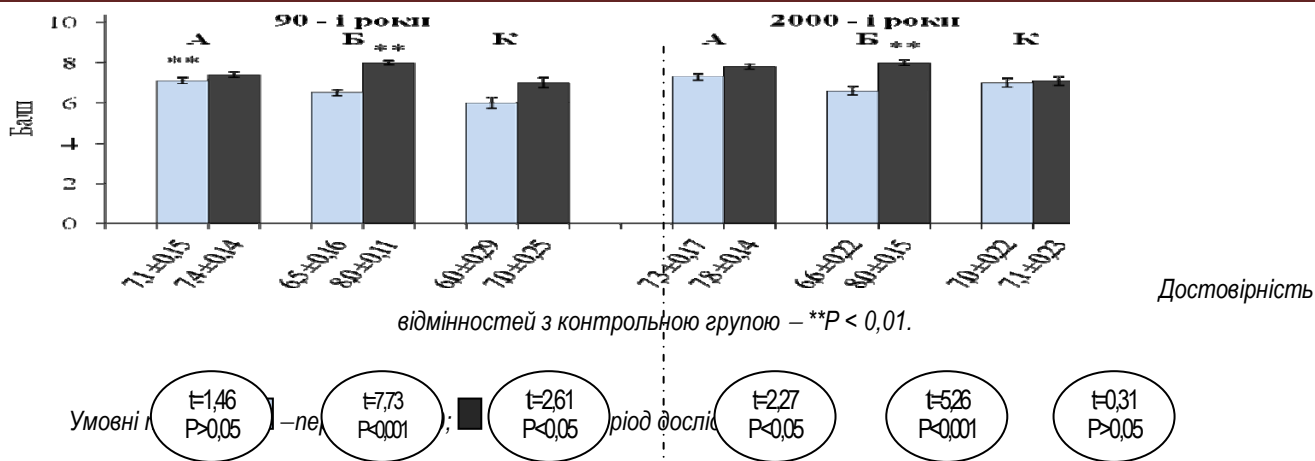 90 - і роки 2000 - і роки
А Б К А Б К
** ** **
Бали
10
8
6
4
2
0
7,1±0,15 7,4±0,14 6,5±0,16 8,0±0,11 6,0±0,29 7,0±0,25 7,3±0,17 7,8±0,14 6,6±0,22 8,0±0,15 7,0±0,22 7,1±0,23
Достовірність
відмінностей з контрольною групою – **P < 0,01.
t=1,46 t=7,73 t=2,61 t=2,27 t=5,26 t=0,31
P>0,05 P<0,001 P<0,05 P<0,05 P<0,001 P>0,05
Умовні